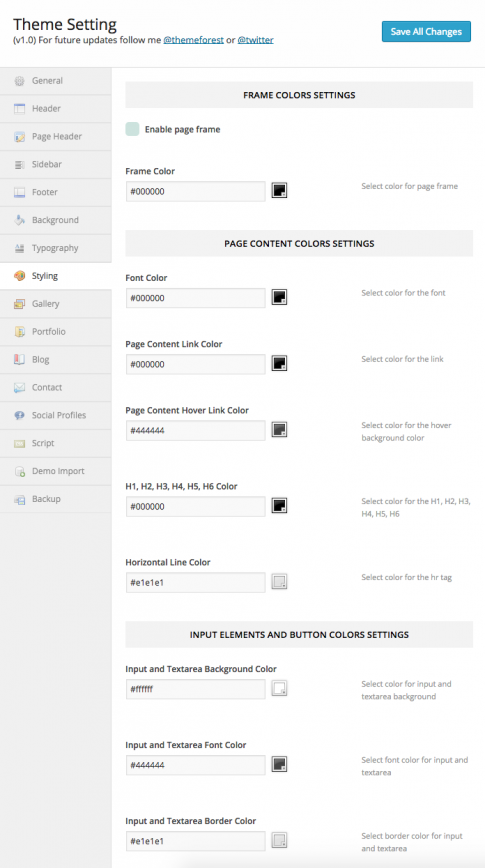 Theme Setting
(v1.0) For future updates follow me @themeforest or @twitter
Save All Changes
General
Header
Page Header
Sidebar
Footer
Background
Typography
Styling
Gallery
Portfolio
Blog
Contact
Social Profiles
Script
Demo Import
Backup
FRAME COLORS SETTINGS
Enable page frame
Frame Color
#000000
Select color for page frame
PAGE CONTENT COLORS SETTINGS
Font Color
#000000
Select color for the font
Page Content Link Color
#000000
Select color for the link
Page Content Hover Link Color
#444444
Select color for the hover
background color
H1, H2, H3, H4, H5, H6 Color
#000000
Select color for the H1, H2, H3,
H4, H5, H6
Horizontal Line Color
#e1e1e1
Select color for the hr tag
INPUT ELEMENTS AND BUTTON COLORS SETTINGS
Input and Textarea Background Color
#ffffff
Select color for input and
textarea background
Input and Textarea Font Color
#444444
Select font color for input and
textarea
Input and Textarea Border Color
#e1e1e1
Select border color for input
and textarea